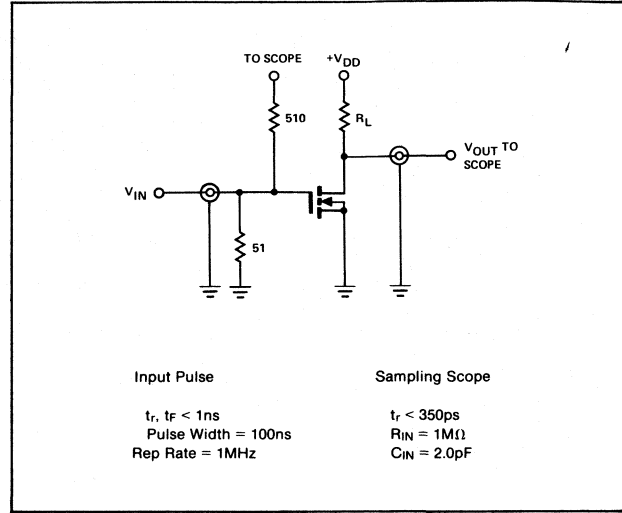 TO SCOPE
+VDD
510
RL
VOUT TO
SCOPE
VIN
51
Input Pulse
tr, tF < 1ns
Pulse Width = 100ns
Rep Rate = 1MHz
Sampling Scope
tr < 350ps
RIN = 1MΩ
CIN = 2.0pF